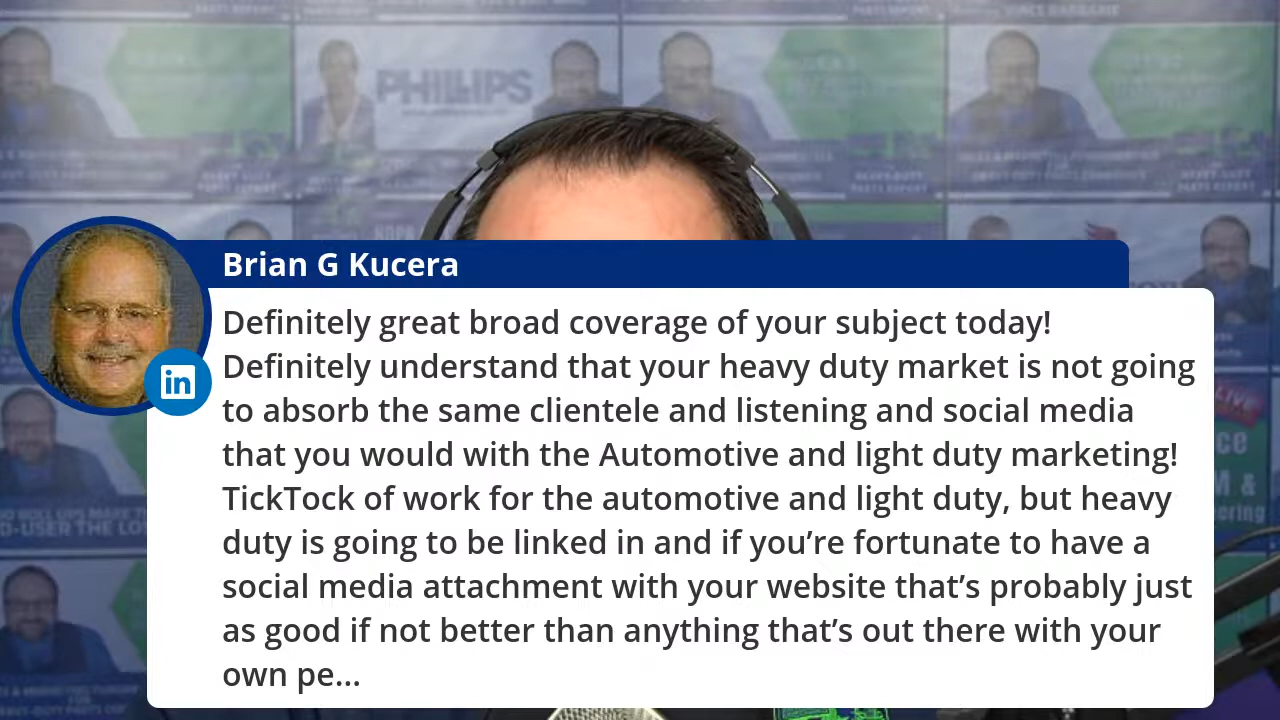 PHILLIPS
Brian G Kucera
Definitely great broad coverage of your subject today!
Definitely understand that your heavy duty market is not going
to absorb the same clientele and listening and social media
that you would with the Automotive and light duty marketing!
TickTock of work for the automotive and light duty, but heavy
duty is going to be linked in and if you’re fortunate to have a
social media attachment with your website that’s probably just
as good if not better than anything that’s out there with your
own pe...
in
LIVE